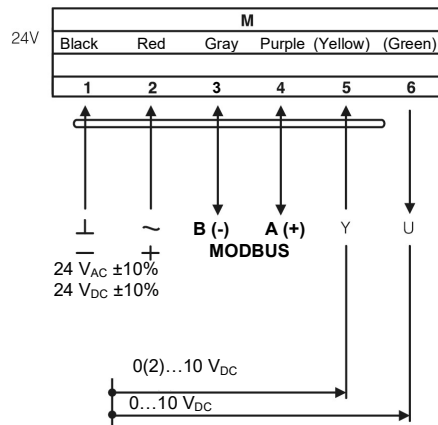 M
24V
Black Red Gray Purple (Yellow) (Green)
1 2 3 4 5 6
⊥ ~ B (-) A (+) Y U
− + MODBUS
24 VAC ±10%
24 VDC ±10%
0(2)…10 VDC
0…10 VDC